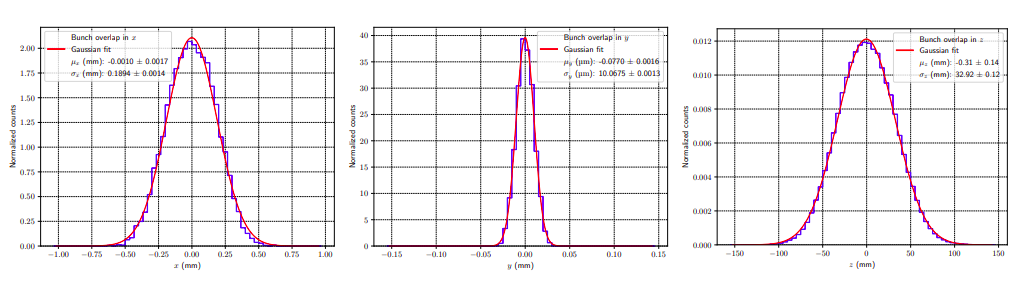 Bunch overlap in x
Gaussian fit
μx (mm): -0.0010 ± 0.0017
σx (mm): 0.1894 ± 0.0014
Normalized counts
2.00
1.75
1.50
1.25
1.00
0.75
0.50
0.25
0.00
−1.00 −0.75 −0.50 −0.25 0.00 0.25 0.50 0.75 1.00
x (mm)
Bunch overlap in y
Gaussian fit
μy (μm): -0.0770 ± 0.0016
σy (μm): 10.0675 ± 0.0013
Normalized counts
40
35
30
25
20
15
10
5
0
−0.15 −0.10 −0.05 0.00 0.05 0.10 0.15
y (mm)
Bunch overlap in z
Gaussian fit
μz (mm): -0.31 ± 0.14
σz (mm): 32.92 ± 0.12
Normalized counts
0.012
0.010
0.008
0.006
0.004
0.002
0.000
−150 −100 −50 0 50 100 150
z (mm)